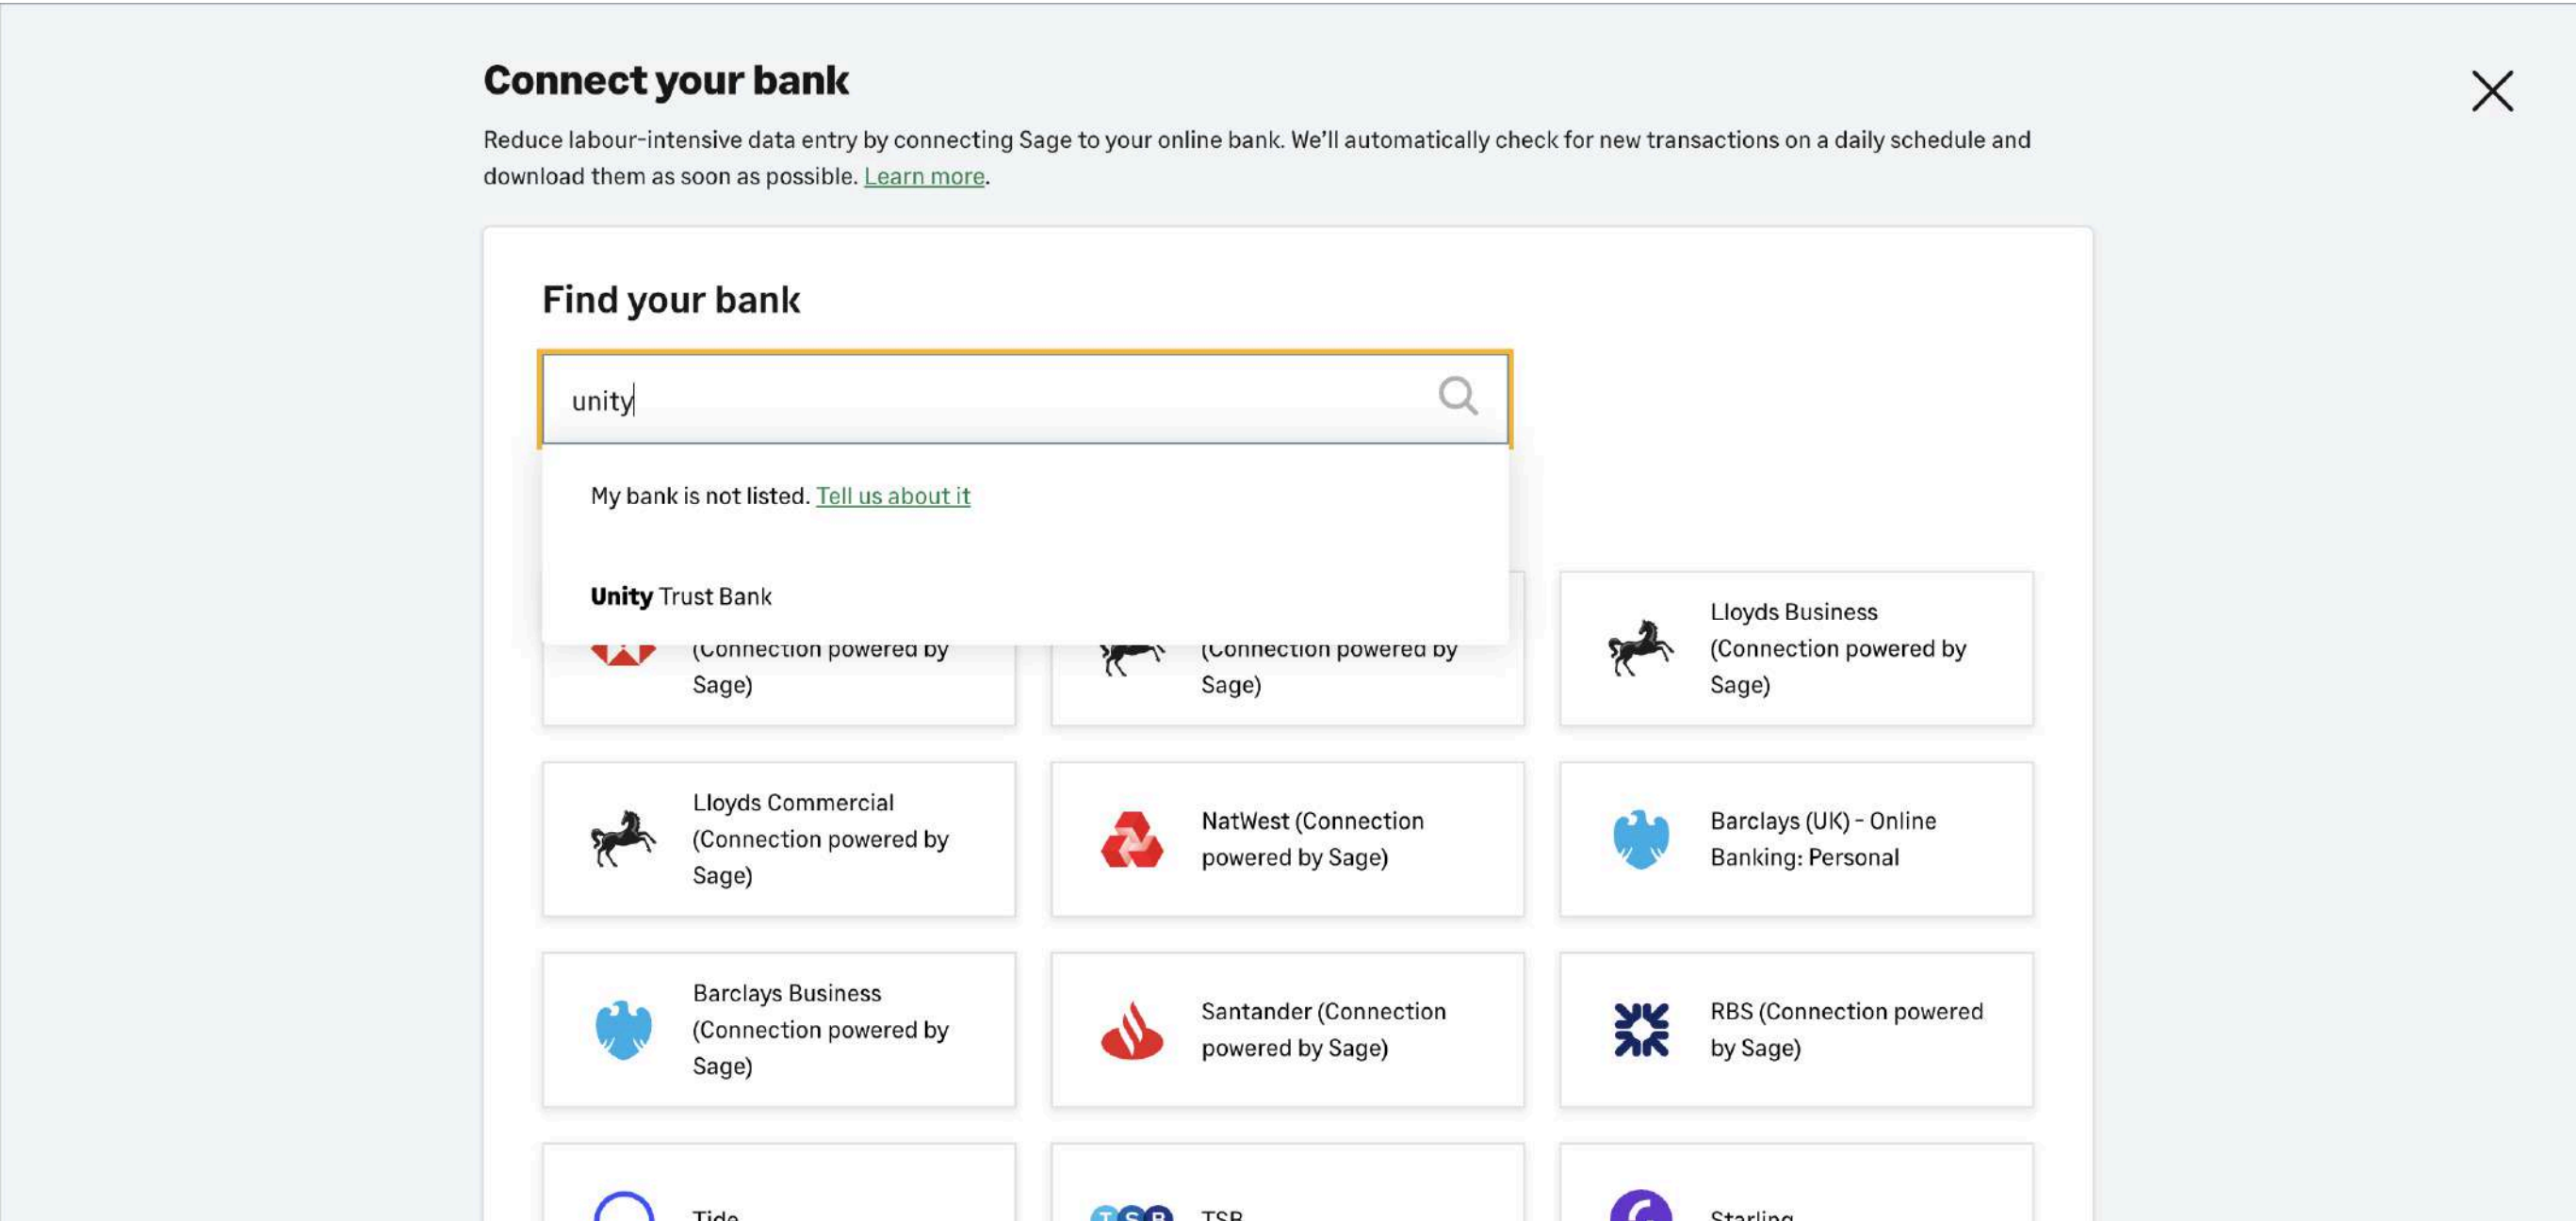 Connect your bank
Reduce labour-intensive data entry by connecting Sage to your online bank. We'll automatically check for new transactions on a daily schedule and
download them as soon as possible. Learn more.
Find your bank
unity
My bank is not listed. Tell us about it
Unity Trust Bank
(Connection powered by
Sage)
(Connection powered by
Sage)
Lloyds Business
(Connection powered by
Sage)
Lloyds Commercial
(Connection powered by
Sage)
NatWest (Connection
powered by Sage)
Barclays (UK) - Online
Banking: Personal
Barclays Business
(Connection powered by
Sage)
Santander (Connection
powered by Sage)
RBS (Connection powered
by Sage)
Tide
TSB
TSB
Starling